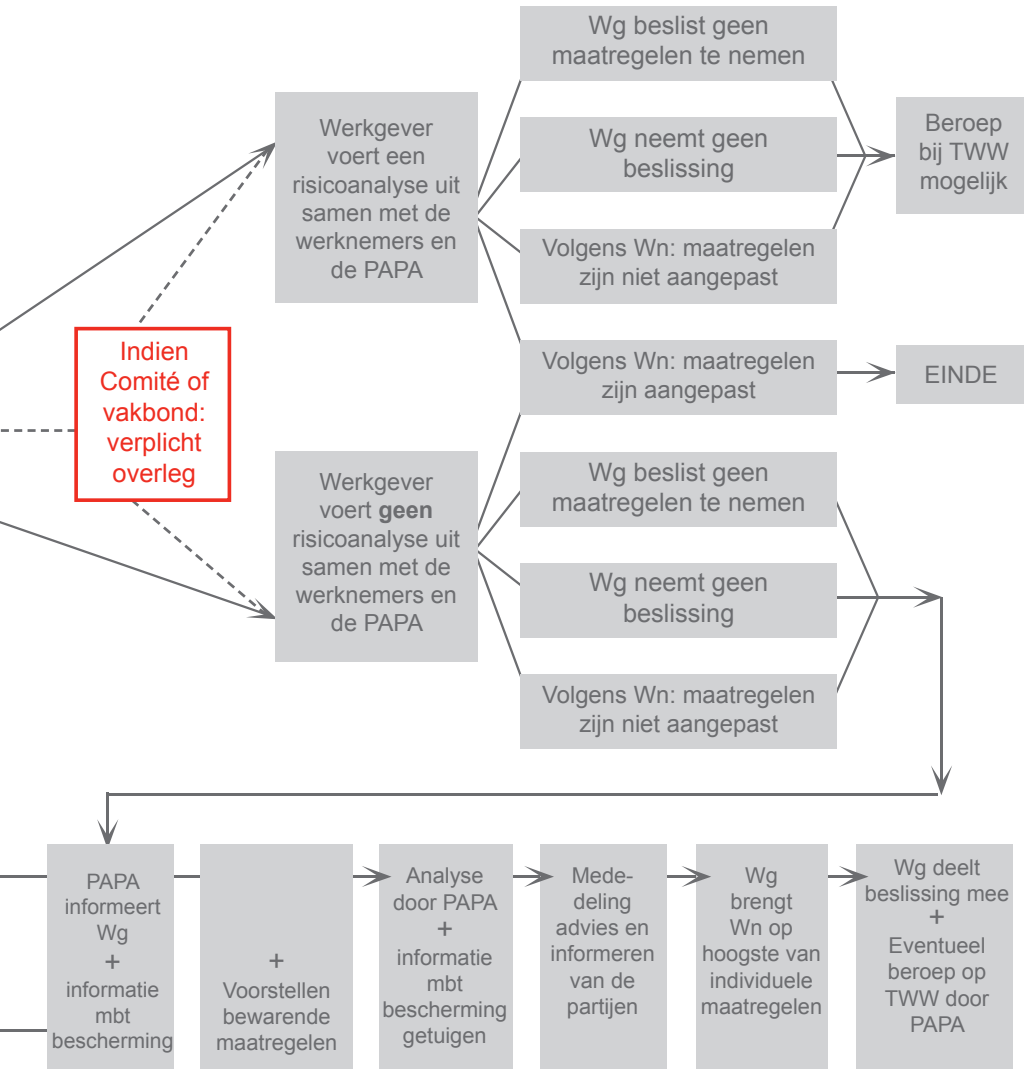 Wg beslist geen
maatregelen te nemen
Werkgever
voert een
risicoanalyse uit
samen met de
werknemers en
de PAPA
Wg neemt geen
beslissing
Beroep
bij TWW
mogelijk
Volgens Wn: maatregelen
zijn niet aangepast
Indien
Comité of
vakbond:
verplicht
overleg
Volgens Wn: maatregelen
zijn aangepast
EINDE
Werkgever
voert geen
risicoanalyse uit
samen met de
werknemers en
de PAPA
Wg beslist geen
maatregelen te nemen
Wg neemt geen
beslissing
Volgens Wn: maatregelen
zijn niet aangepast
PAPA
informeert
Wg
+
informatie
mbt
bescherming
+
Voorstellen
bewarende
maatregelen
Analyse
door PAPA
+
informatie
mbt
bescherming
getuigen
Mede-
deling
advies en
informeren
van de
partijen
Wg
brengt
Wn op
hoogste van
individuele
maatregelen
Wg deelt
beslissing mee
+
Eventueel
beroep op
TWW door
PAPA